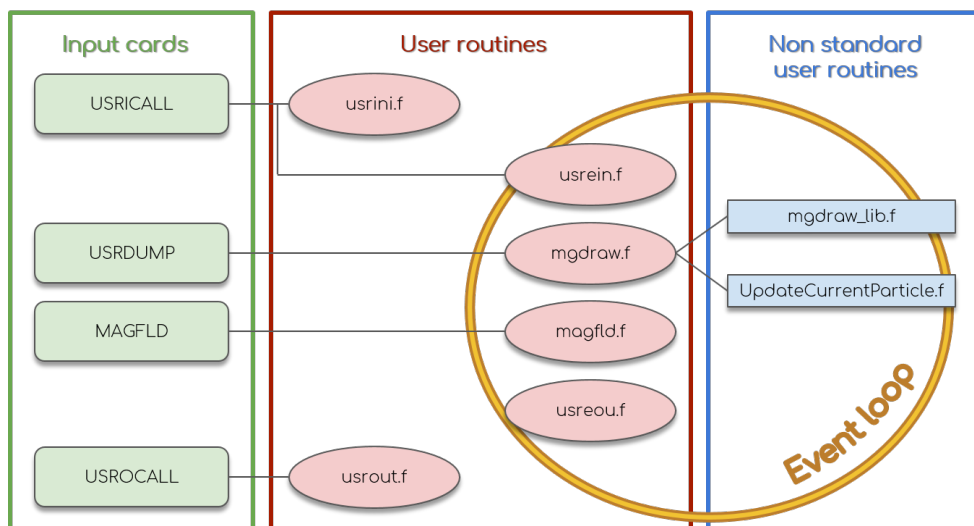 Input cards
User routines
Non standard
user routines
USRICALL
usrini.f
usrein.f
mgdraw_lib.f
USRDUMP
mgdraw.f
UpdateCurrentParticle.f
MAGFLD
magfld.f
usreou.f
Event loop
USROCALL
usrout.f